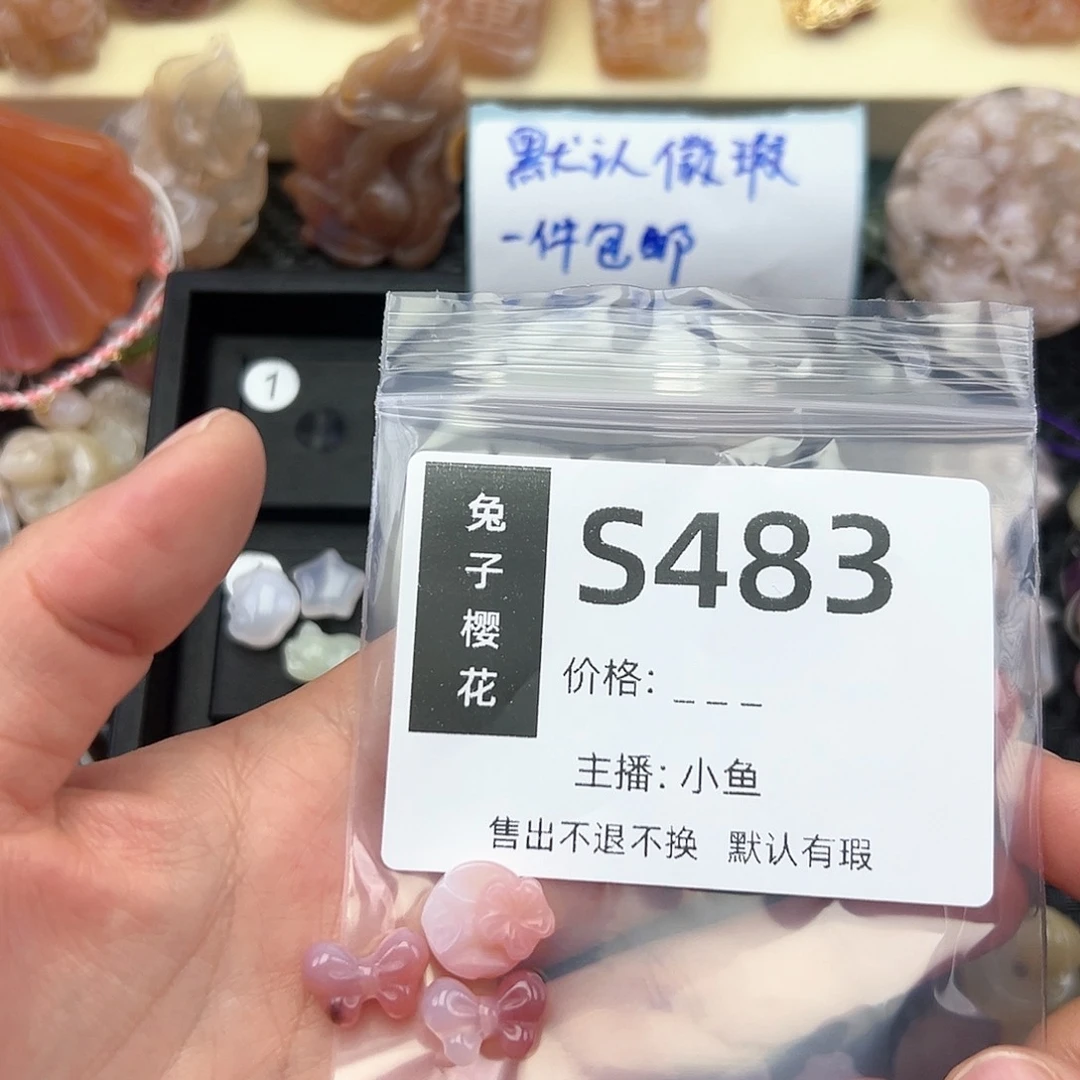 默认微瑕
一件包邮
1
兔子樱花
S483
价格: _ _ _
主播: 小鱼
售出不退不换 默认有瑕